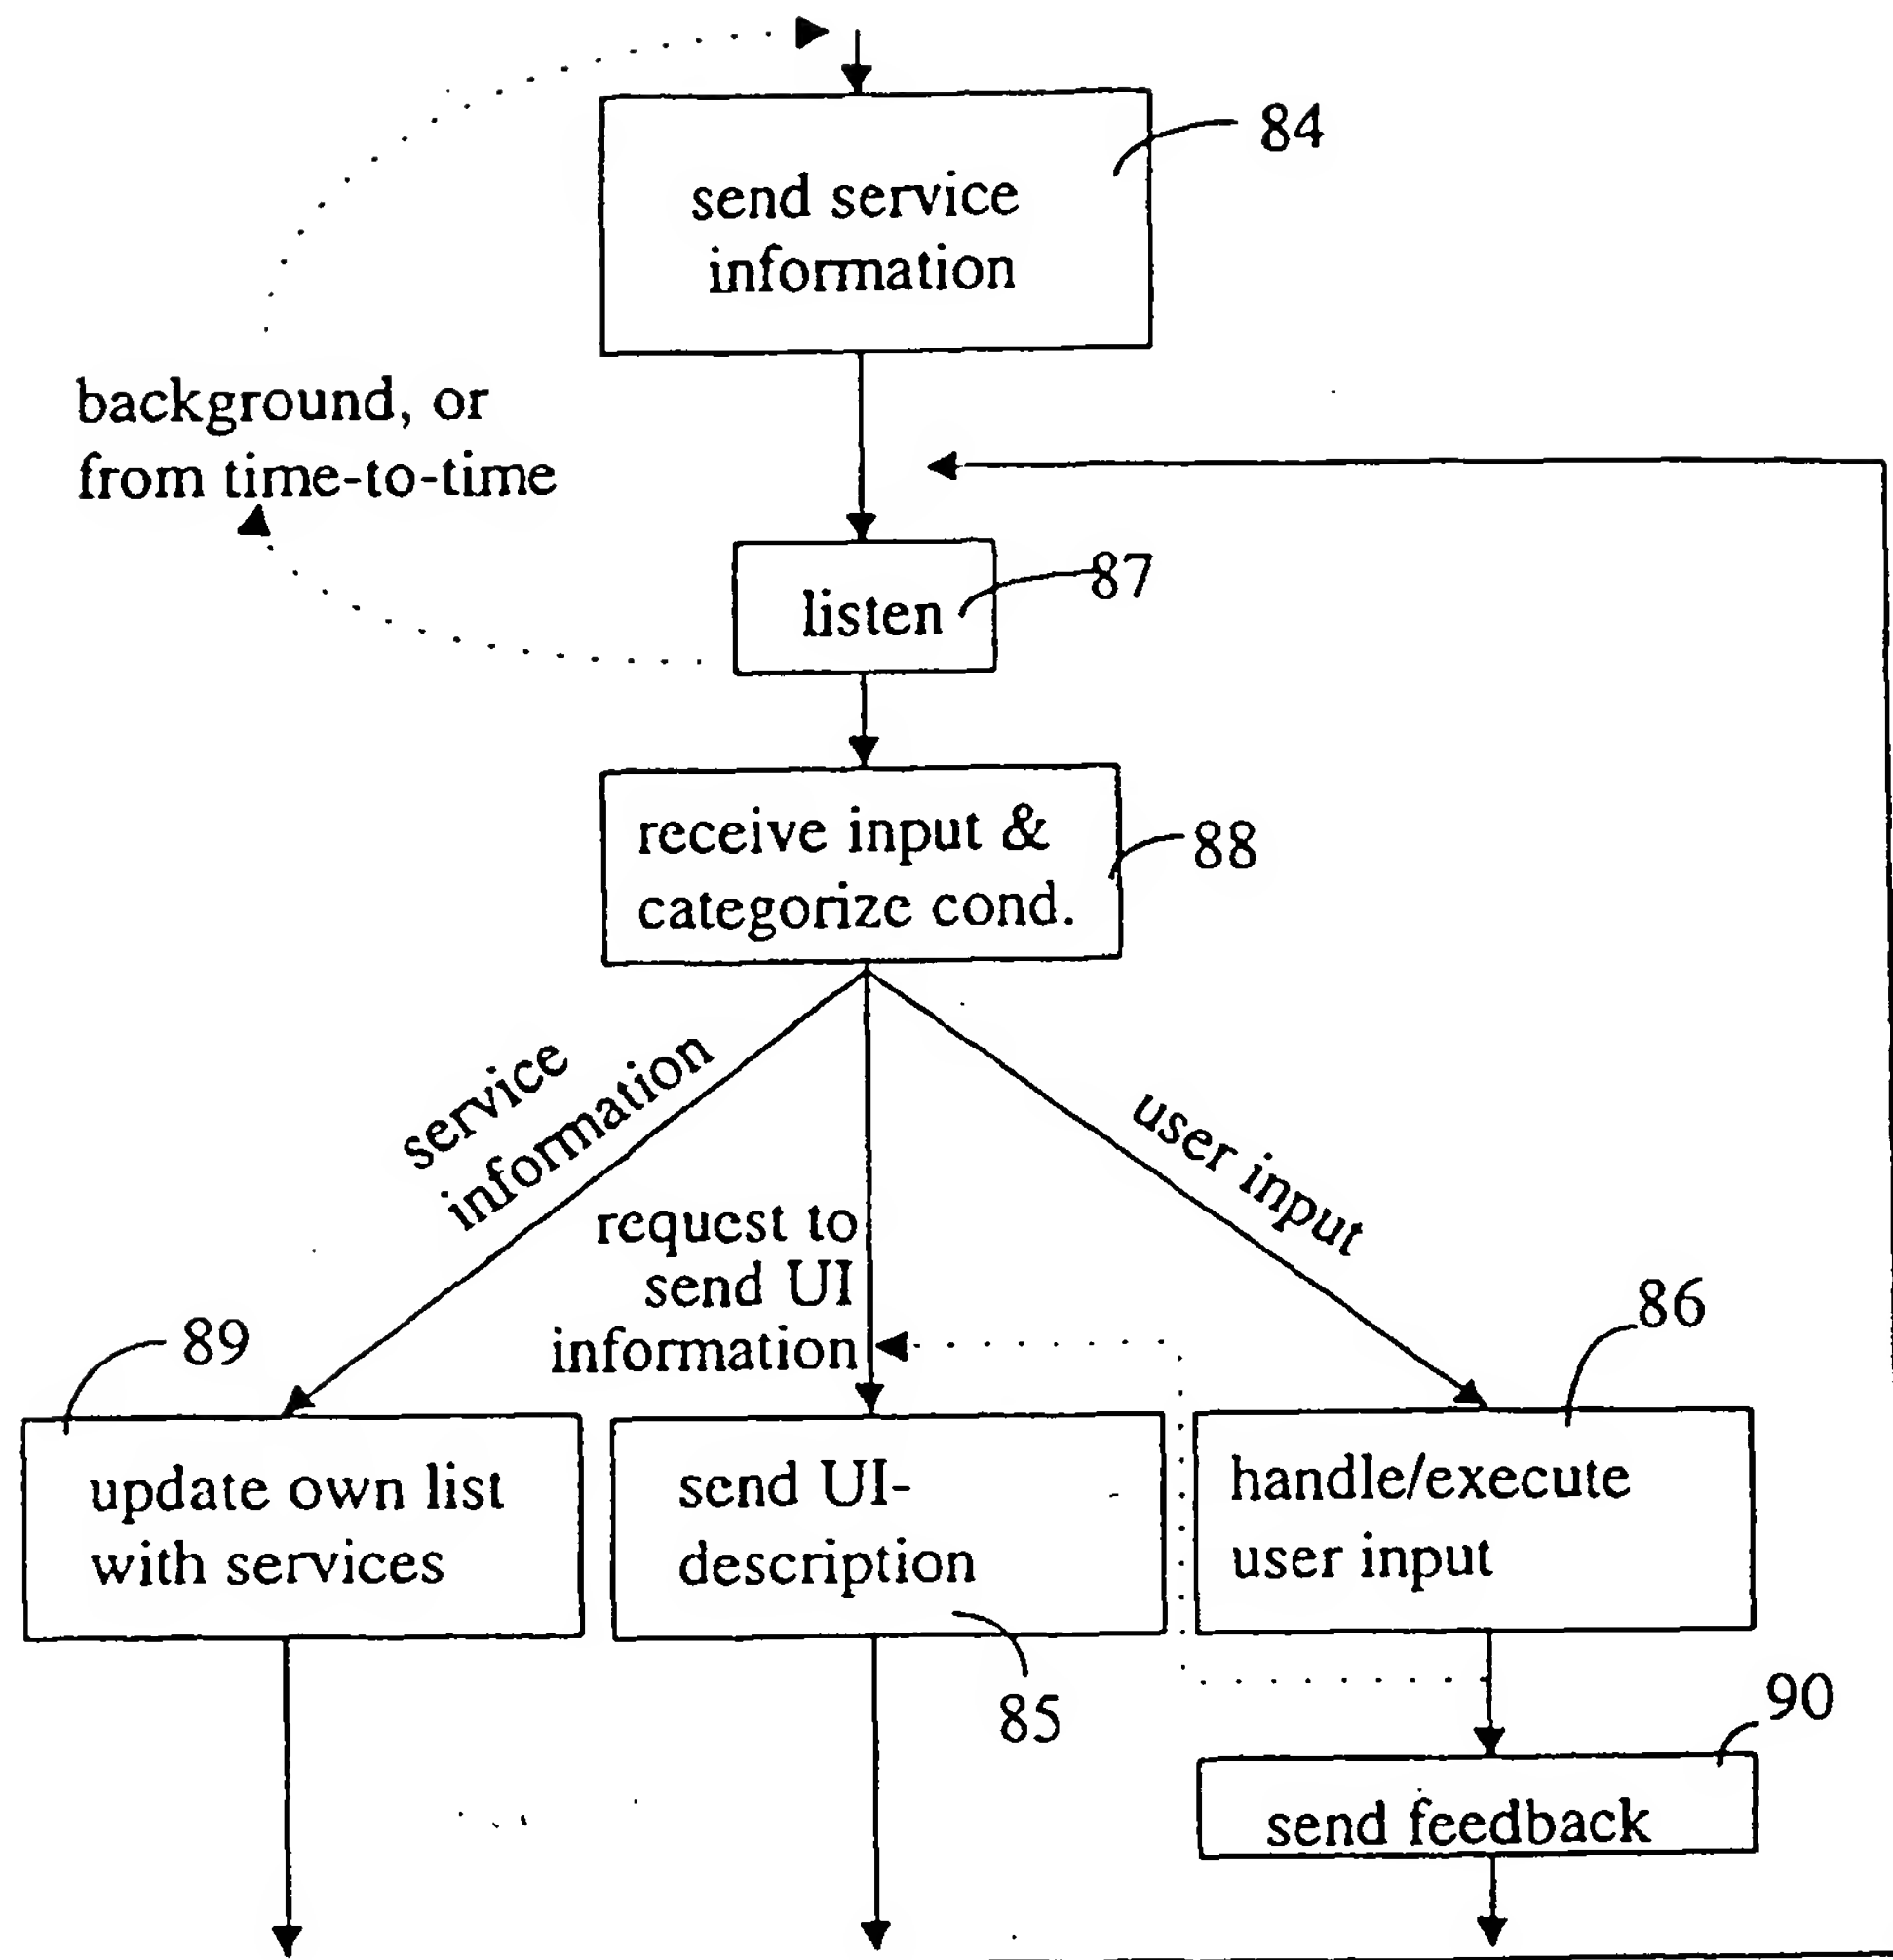 84
send service
information
background, or
from time-to-time
87
listen
receive input &
categorize cond.
88
service
information
request to
send UI
information
user input
89
86
update own list
with services
send UI-
description
handle/execute
user input
85
90
send feedback